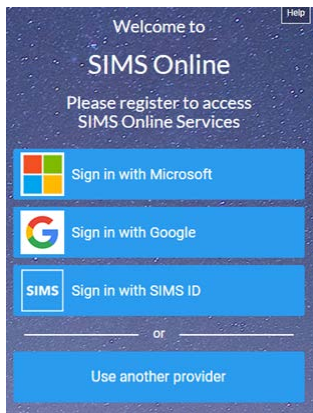 Help
Welcome to
SIMS Online
Please register to access
SIMS Online Services
Sign in with Microsoft
G Sign in with Google
SIMS Sign in with SIMS ID
or
Use another provider